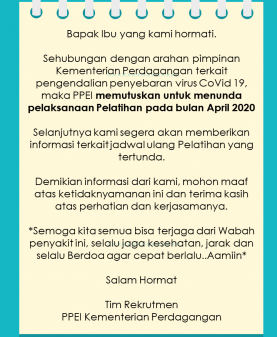 Bapak Ibu yang kami hormati.
Sehubungan dengan arahan pimpinan
Kementerian Perdagangan terkait
pengendalian penyebaran virus CoVid 19,
maka PPEI memutuskan untuk menunda
pelaksanaan Pelatihan pada bulan April 2020
Selanjutnya kami segera akan memberikan
informasi terkait jadwal ulang Pelatihan yang
tertunda.
Demikian informasi dari kami, mohon maaf
atas ketidaknyamanan ini dan terima kasih
atas perhatian dan kerjasamanya.
*Semoga kita semua bisa terjaga dari Wabah
penyakit ini, selalu jaga kesehatan, jarak dan
selalu Berdoa agar cepat berlalu..Aamiin*
Salam Hormat
Tim Rekrutmen
PPEI Kementerian Perdagangan